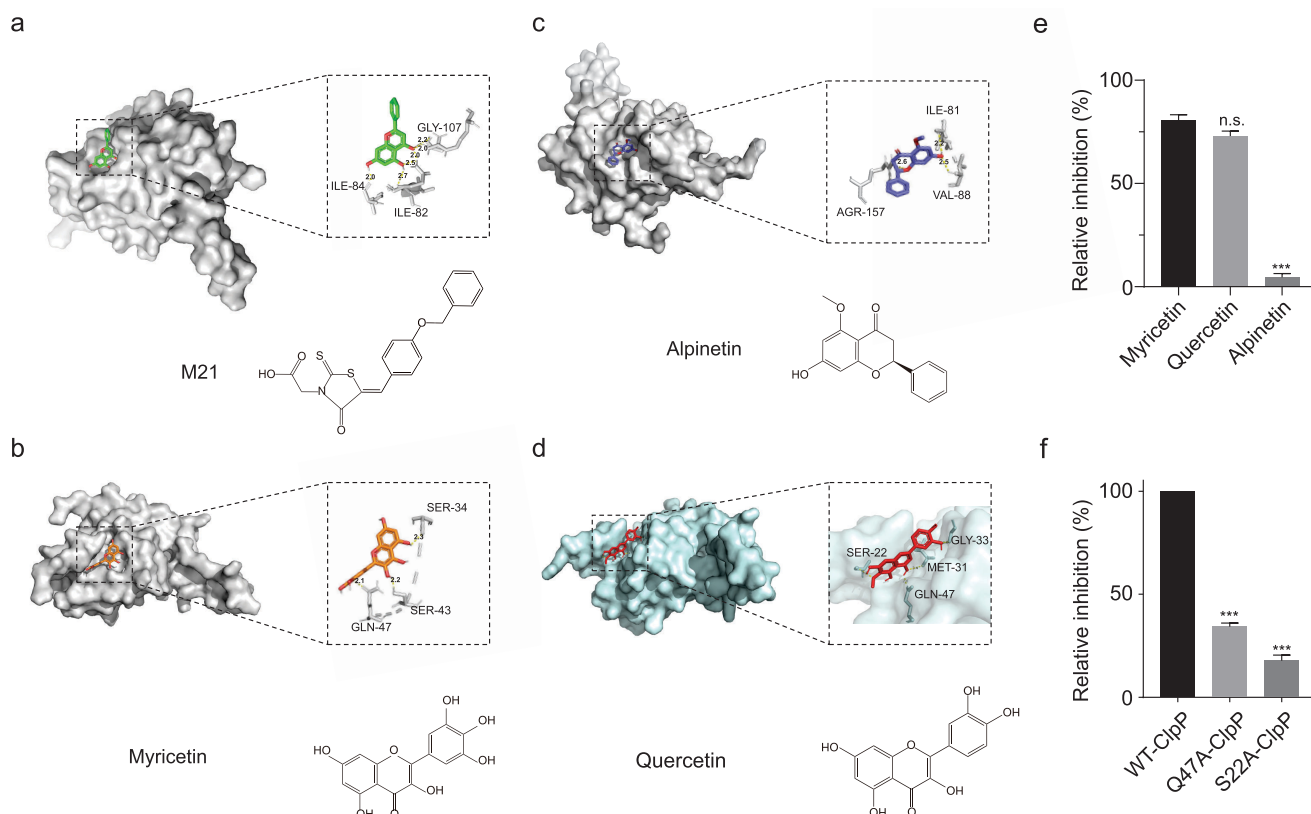 a
GLY-107
2.2
2.0
2.0
2.5
2.0
2.7
ILE-84
ILE-82
M21
O
HO
S
N
S
O
O
b
SER-34
2.3
2.1
2.2
SER-43
GLN-47
Myricetin
OH
OH
HO
O
OH
OH
OH
O
c
ILE-81
2.2
2.6
2.5
AGR-157
VAL-88
Alpinetin
O
O
HO
O
d
GLY-33
SER-22
MET-31
GLN-47
Quercetin
HO
OH
HO
O
OH
OH
O
e
Relative inhibition (%)
100
50
0
n.s.
***
Myricetin
Quercetin
Alpinetin
f
Relative inhibition (%)
100
50
0
***
***
WT-ClpP
Q47A-ClpP
S22A-ClpP